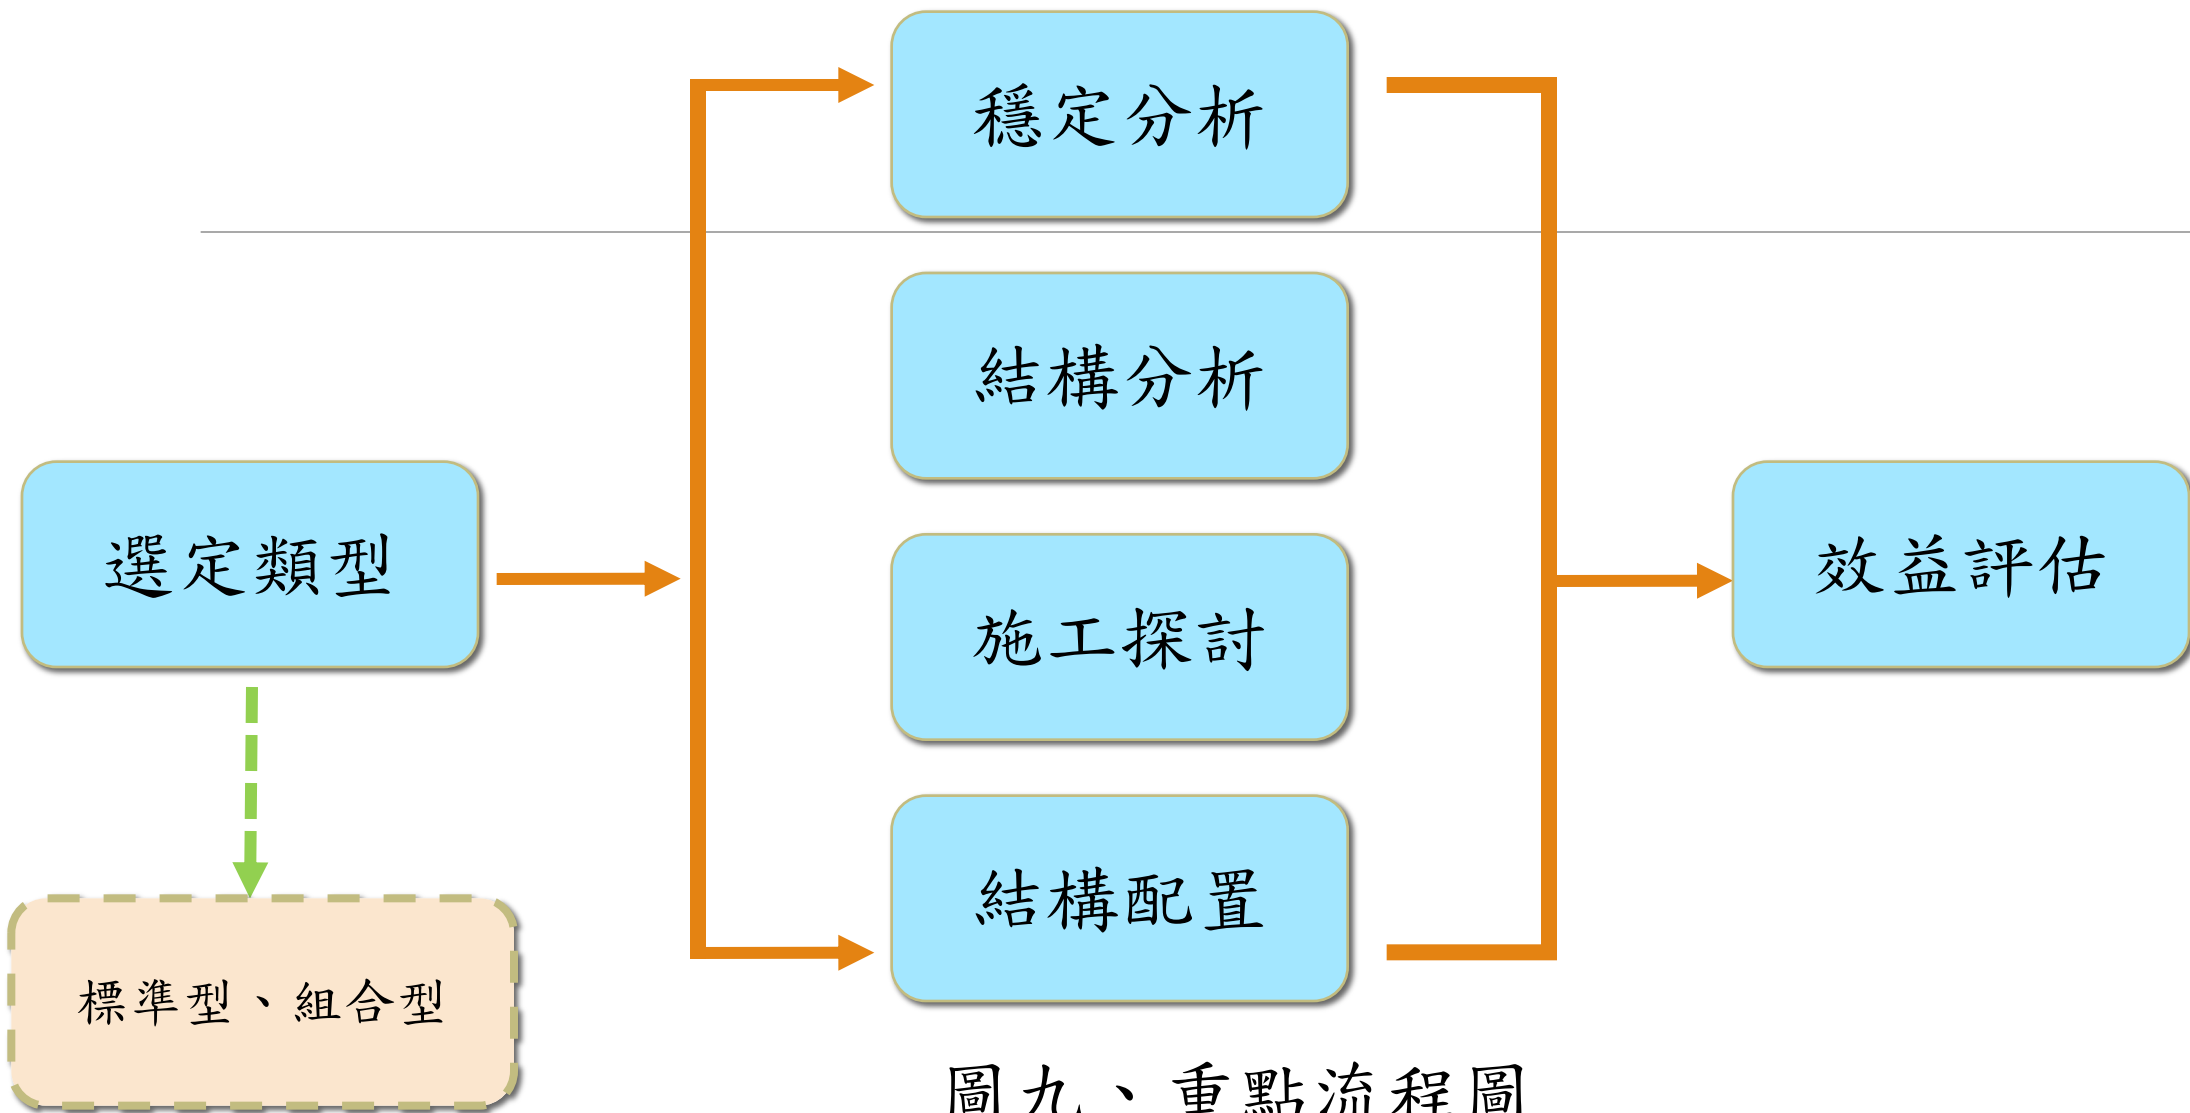 選定類型
標準型、組合型
穩定分析
結構分析
施工探討
結構配置
效益評估
圖九、重點流程圖